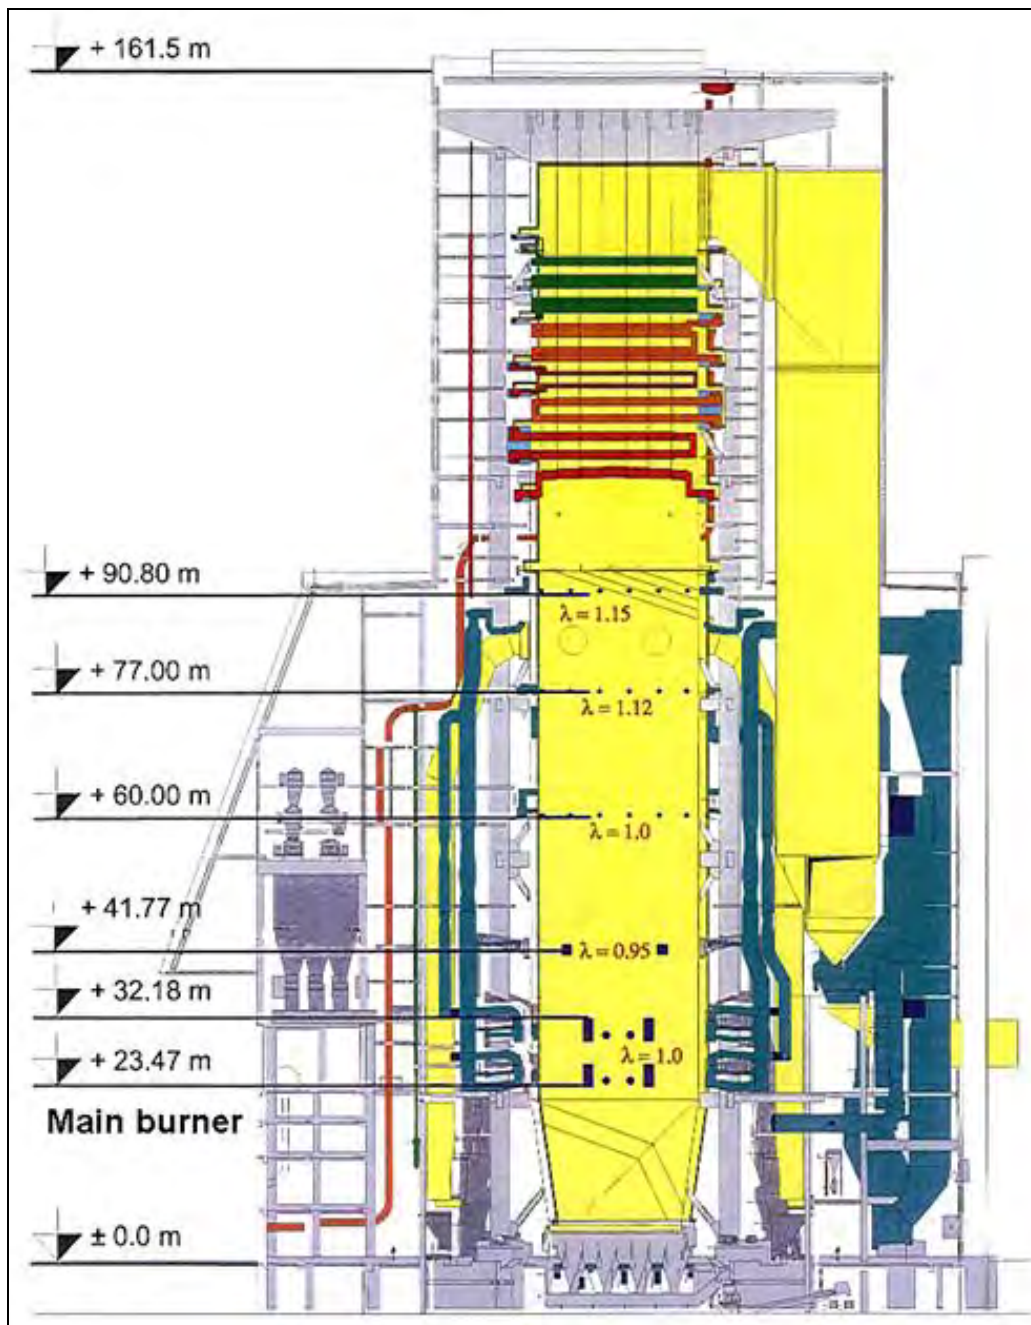 + 161.5 m
+ 90.80 m
λ = 1.15
+ 77.00 m
λ = 1.12
+ 60.00 m
λ = 1.0
+ 41.77 m
λ = 0.95
+ 32.18 m
λ = 1.0
+ 23.47 m
Main burner
± 0.0 m